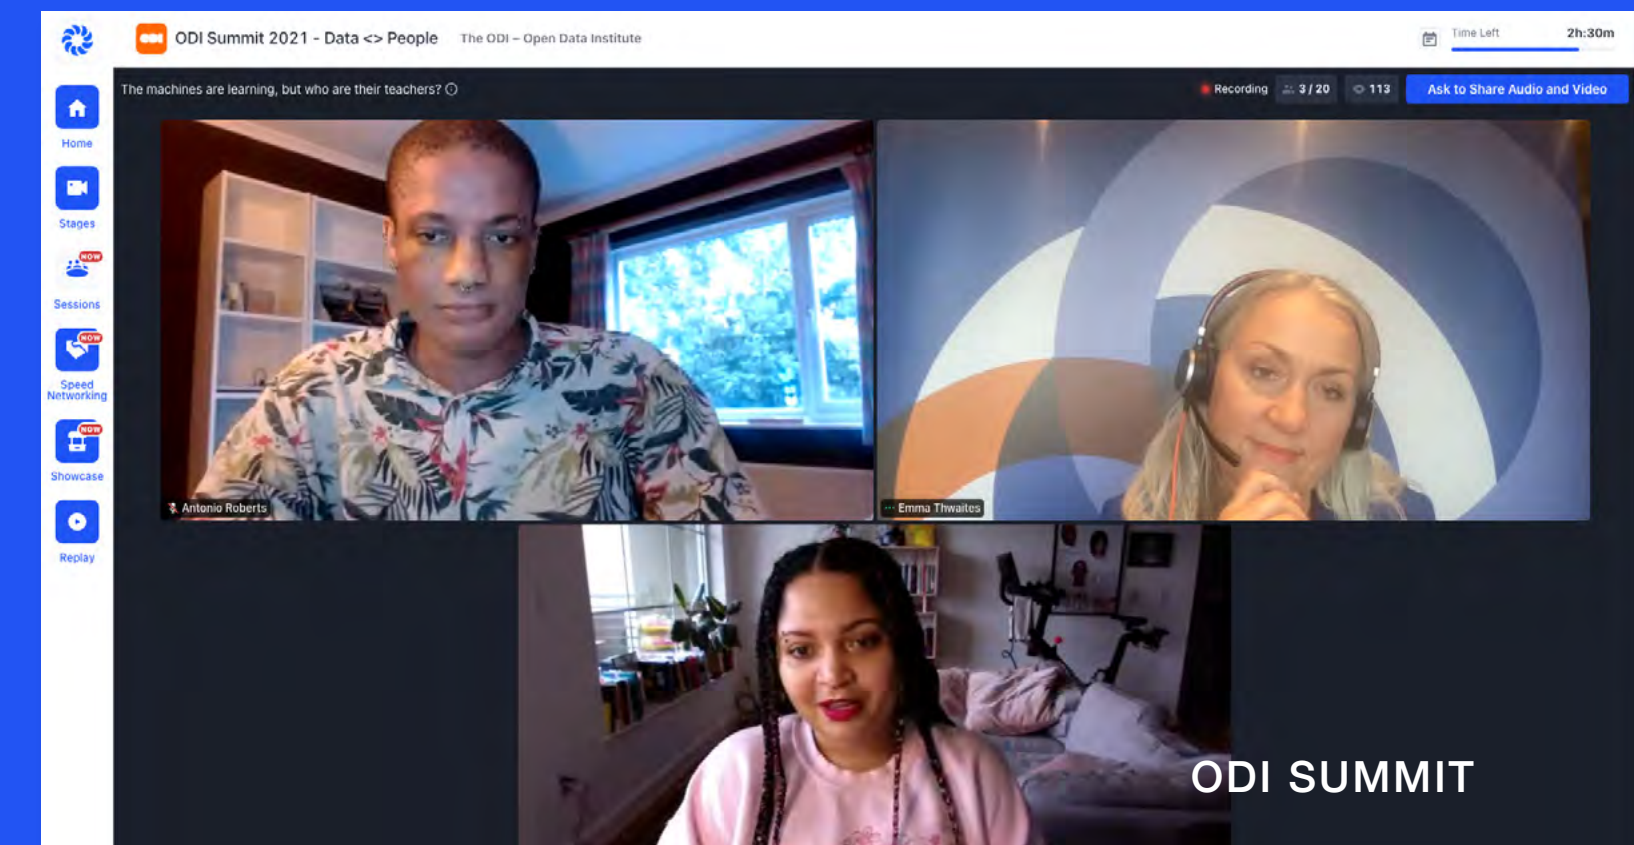 ODI Summit 2021 - Data <> People
The ODI – Open Data Institute
Time Left
2h:30m
The machines are learning, but who are their teachers?
Recording
3 / 20
113
Ask to Share Audio and Video
Home
Stages
NOW
Sessions
NOW
Speed
Networking
NOW
Showcase
Replay
Antonio Roberts
Emma Thwaites
ODI SUMMIT